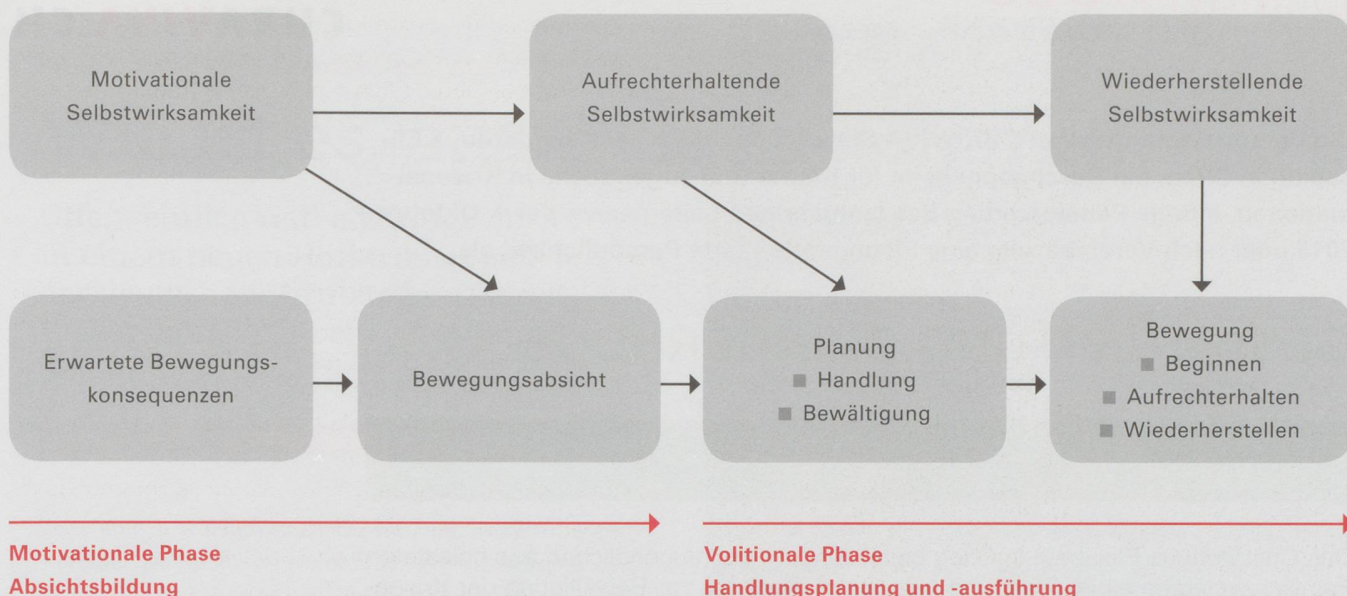 Motivationale
Selbstwirksamkeit
Aufrechterhaltende
Selbstwirksamkeit
Wiederherstellende
Selbstwirksamkeit
Erwartete Bewegungs-
konsequenzen
Bewegungsabsicht
Planung
■ Handlung
■ Bewältigung
Bewegung
■ Beginnen
■ Aufrechterhalten
■ Wiederherstellen
Motivationale Phase
Absichtsbildung
Volitionale Phase
Handlungsplanung und -ausführung